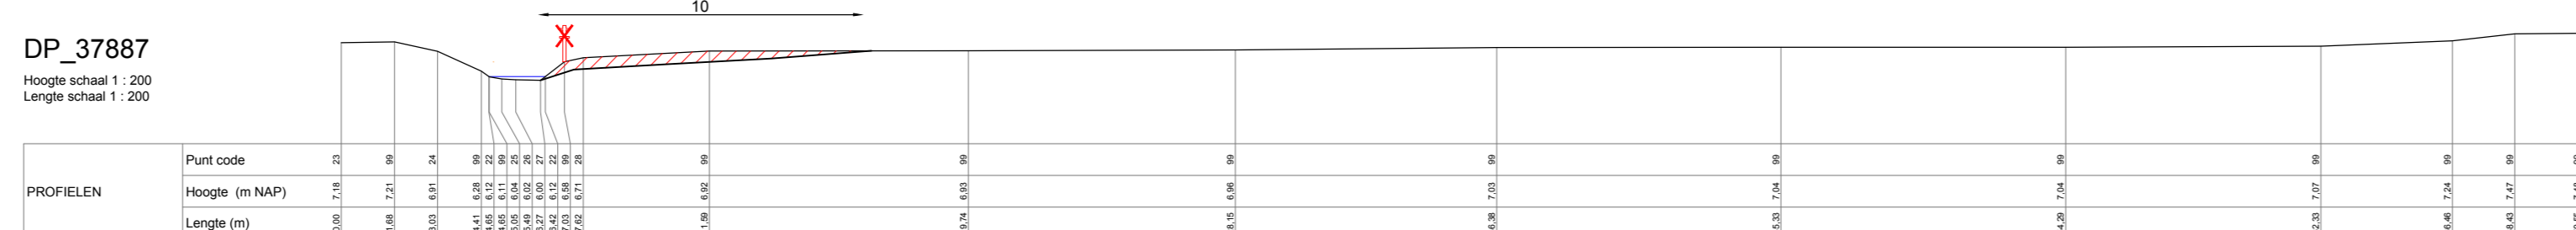 10
DP_37887
Hoogte schaal 1 : 200
Lengte schaal 1 : 200
PROFIELEN
Punt code 23 99 24 99 22 99 25 26 27 22 99 28 99 99 99 99 99 99 99 99 99
Hoogte (m NAP) 7,18 7,21 6,91 6,28 6,12 6,11 6,04 6,02 6,00 6,12 6,58 6,71 6,92 6,93 6,96 7,03 7,04 7,04 7,07 7,24 7,47
Lengte (m)